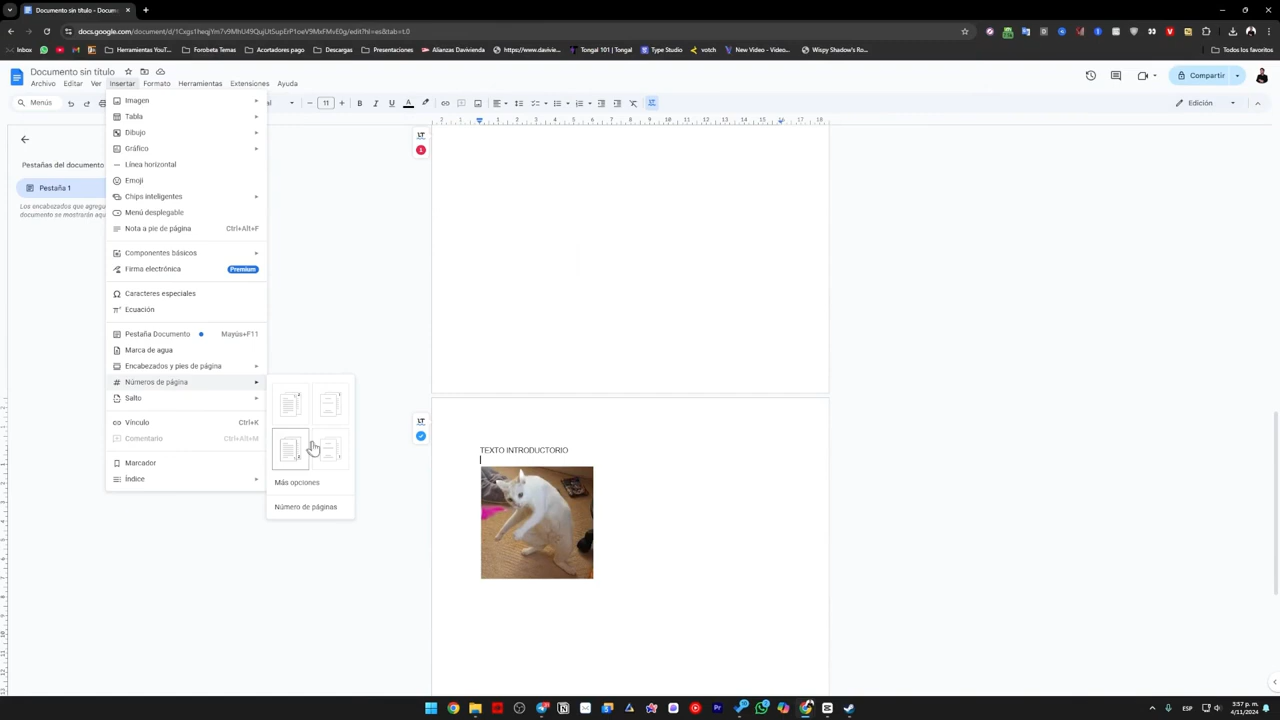 Documento sin título - Docum
docs.google.com/document/d/1Cxgs1heqjYm7v9MhU49QujUtSupErP1oeV9MxFMvE0g/edit?hl=es&tab=t.0
Inbox
Herramientas YouT...
Forobeta Temas
Acortadores pago
Descargas
Presentaciones
Alianzas Davivienda
https://www.davivie...
Tongal 101 | Tongal
Type Studio
votch
New Video - Video...
Wispy Shadow's Ro...
Todos los favoritos
Documento sin título
Archivo Editar Ver Insertar Formato Herramientas Extensiones Ayuda
Compartir
Menús
11
Edición
Imagen
Tabla
Dibujo
Gráfico
Línea horizontal
Emoji
Chips inteligentes
Menú desplegable
Nota a pie de página Ctrl+Alt+F
Componentes básicos
Firma electrónica Premium
Caracteres especiales
Ecuación
Pestaña Documento Mayús+F11
Marca de agua
Encabezados y pies de página
Números de página
Salto
Vínculo Ctrl+K
Comentario Ctrl+Alt+M
Marcador
Índice
Más opciones
Número de páginas
Pestañas del documento
Pestaña 1
Los encabezados que agregu
documento se mostrarán aqu
TEXTO INTRODUCTORIO
ESP
3:57 p. m.
4/11/2024